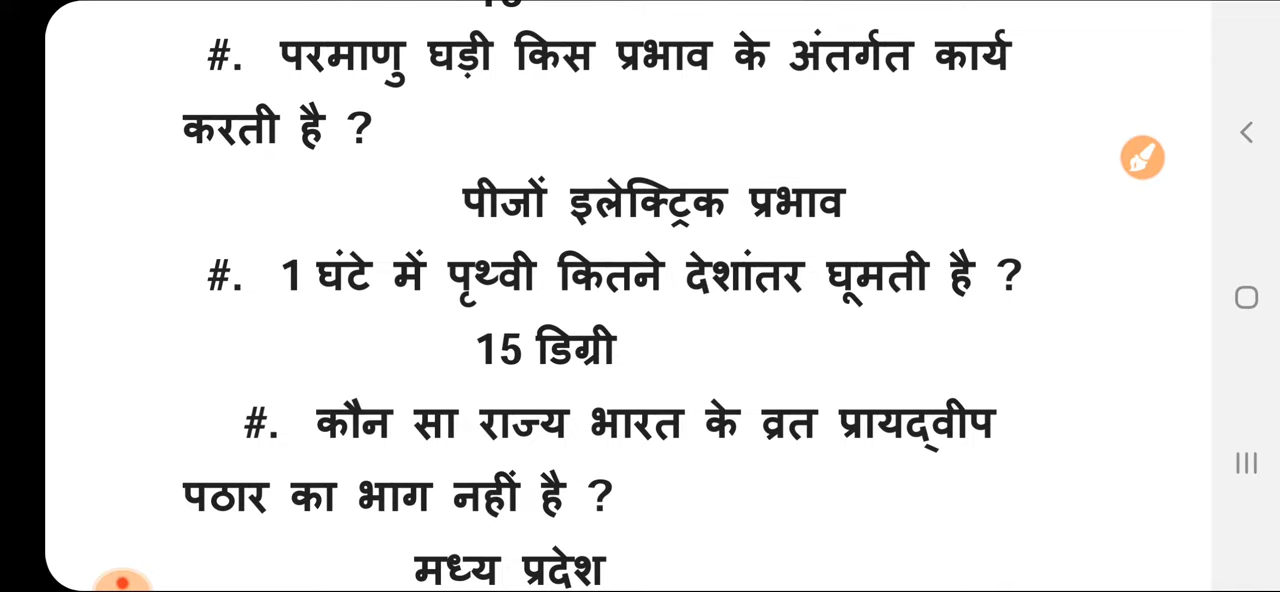 #. परमाणु घड़ी किस प्रभाव के अंतर्गत कार्य
करती है ?
पीजों इलेक्ट्रिक प्रभाव
#. 1 घंटे में पृथ्वी कितने देशांतर घूमती है ?
15 डिग्री
#. कौन सा राज्य भारत के व्रत प्रायद्वीप
पठार का भाग नहीं है ?
मध्य प्रदेश